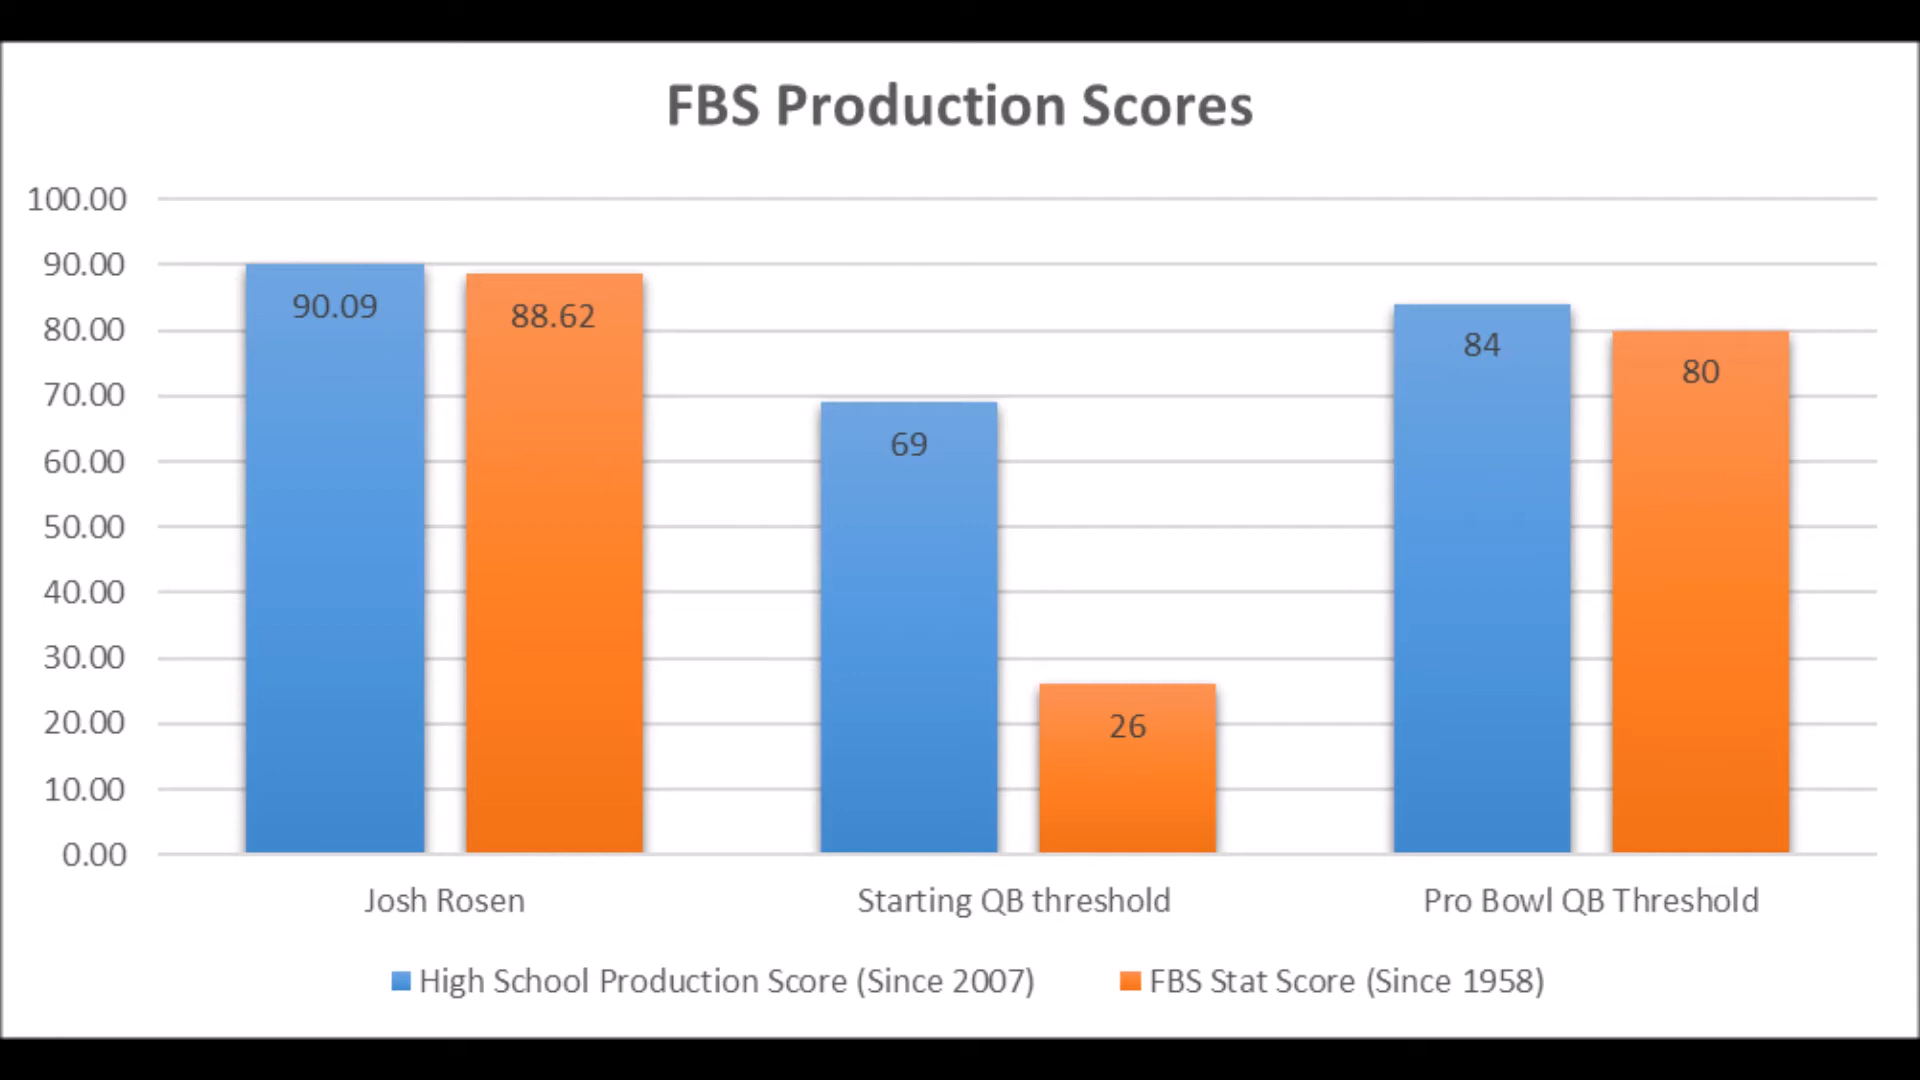 FBS Production Scores
100.00
90.00
80.00
70.00
60.00
50.00
40.00
30.00
20.00
10.00
0.00
90.09
88.62
69
26
84
80
Josh Rosen
Starting QB threshold
Pro Bowl QB Threshold
High School Production Score (Since 2007)
FBS Stat Score (Since 1958)